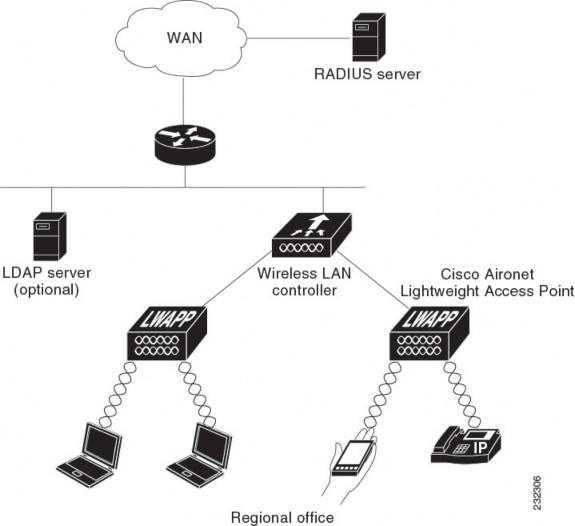 WAN
RADIUS server
LDAP server
(optional)
Wireless LAN
controller
Cisco Aironet
Lightweight Access Point
LWAPP
LWAPP
IP
Regional office
232306